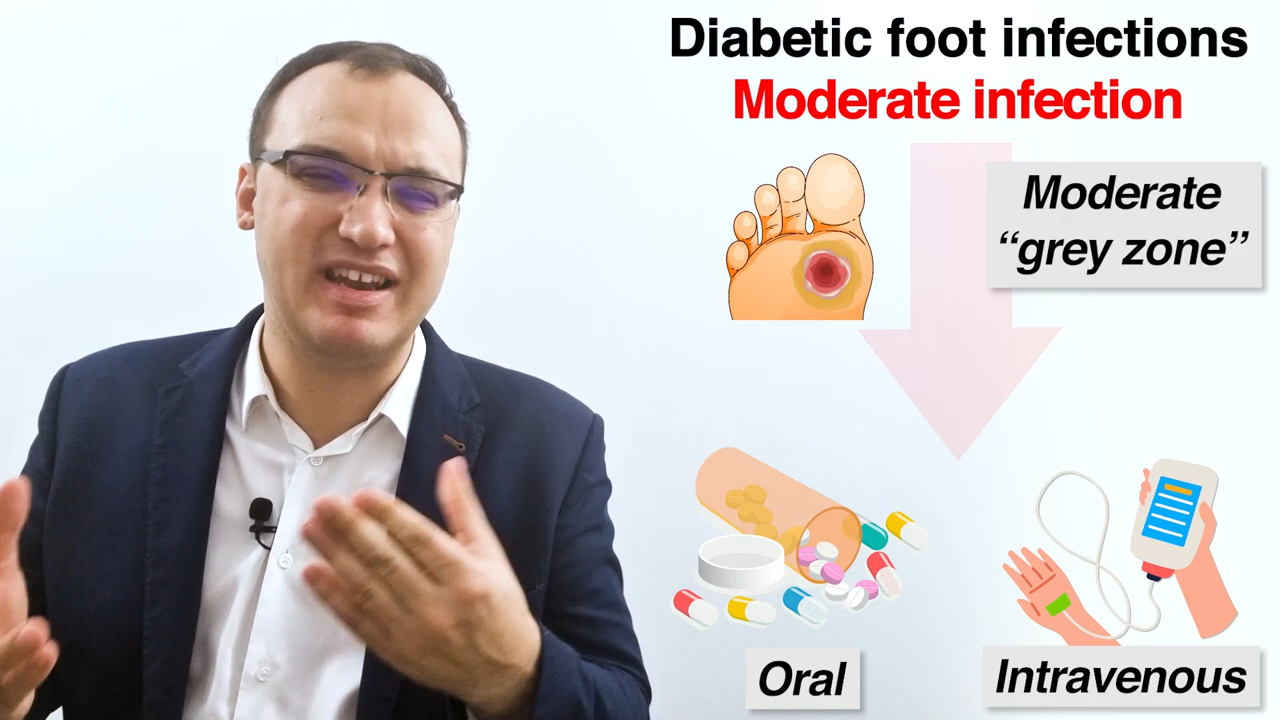 Diabetic foot infections
Moderate infection
Moderate
“grey zone”
Oral
Intravenous